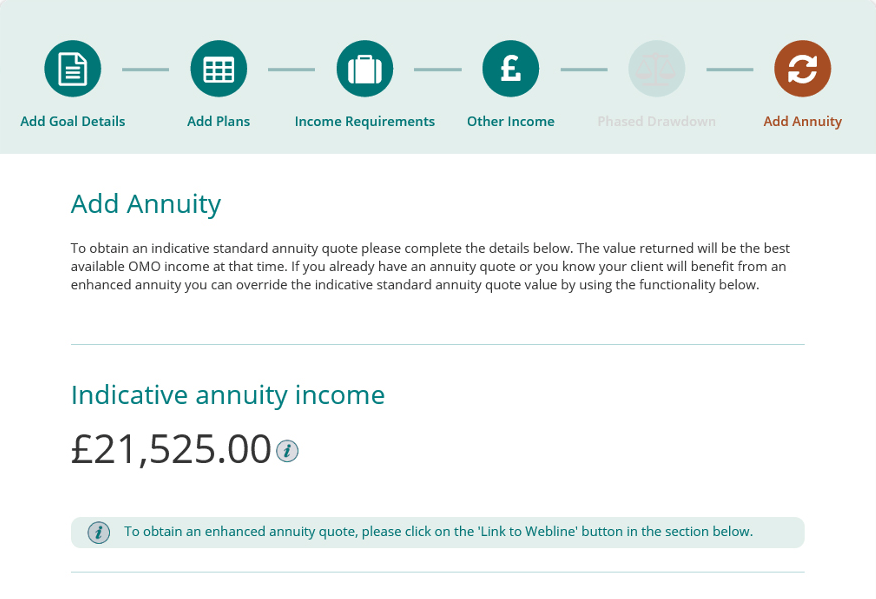 £
Add Goal Details
Add Plans
Income Requirements
Other Income
Phased Drawdown
Add Annuity
Add Annuity
To obtain an indicative standard annuity quote please complete the details below. The value returned will be the best
available OMO income at that time. If you already have an annuity quote or you know your client will benefit from an
enhanced annuity you can override the indicative standard annuity quote value by using the functionality below.
Indicative annuity income
£21,525.00 i
i To obtain an enhanced annuity quote, please click on the 'Link to Webline' button in the section below.